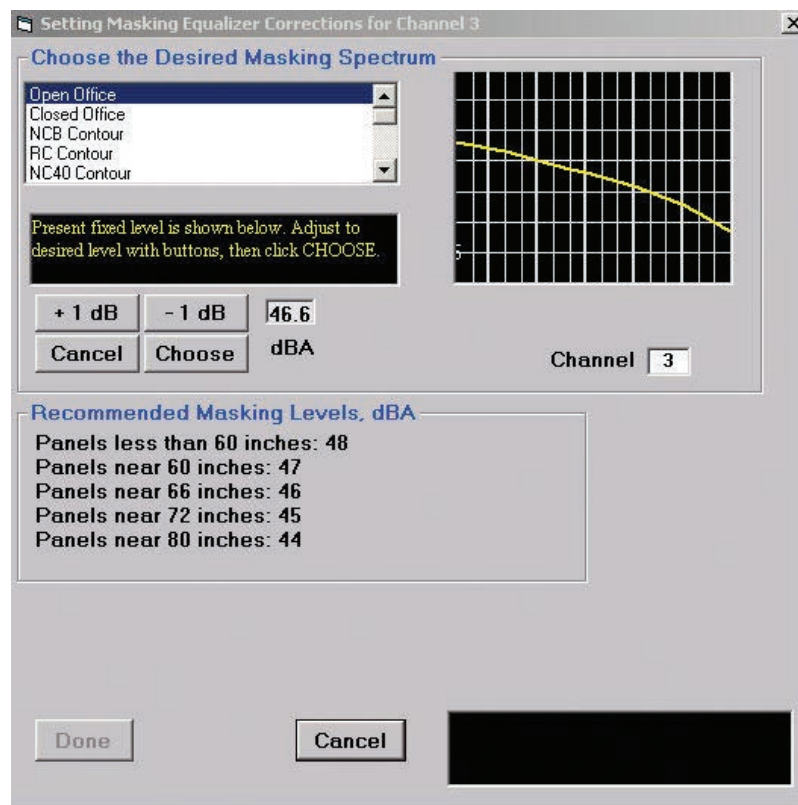 Setting Masking Equalizer Corrections for Channel 3
Choose the Desired Masking Spectrum
Open Office
Closed Office
NCB Contour
RC Contour
NC40 Contour
Present fixed level is shown below. Adjust to
desired level with buttons, then click CHOOSE.
+ 1 dB
- 1 dB
46.6
Cancel
Choose
dBA
Channel 3
Recommended Masking Levels, dBA
Panels less than 60 inches: 48
Panels near 60 inches: 47
Panels near 66 inches: 46
Panels near 72 inches: 45
Panels near 80 inches: 44
Done
Cancel